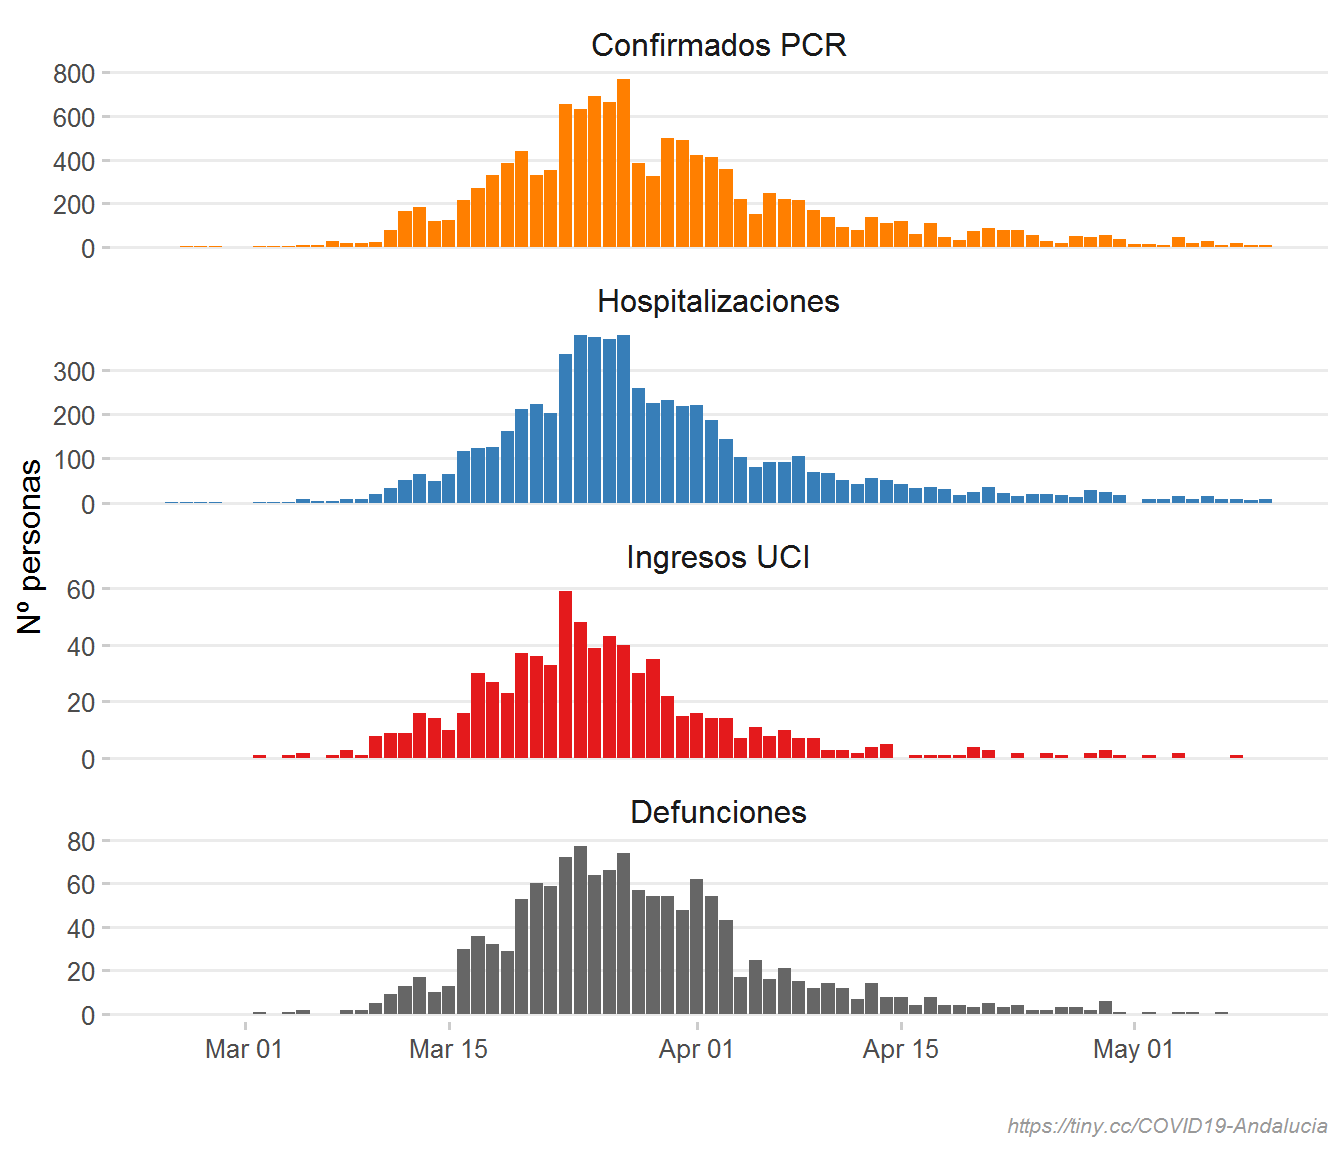 Confirmados PCR
800
600
400
200
0
Hospitalizaciones
300
200
100
0
Nº personas
Ingresos UCI
60
40
20
0
Defunciones
80
60
40
20
0
Mar 01 Mar 15 Apr 01 Apr 15 May 01
https://tiny.cc/COVID19-Andalucia